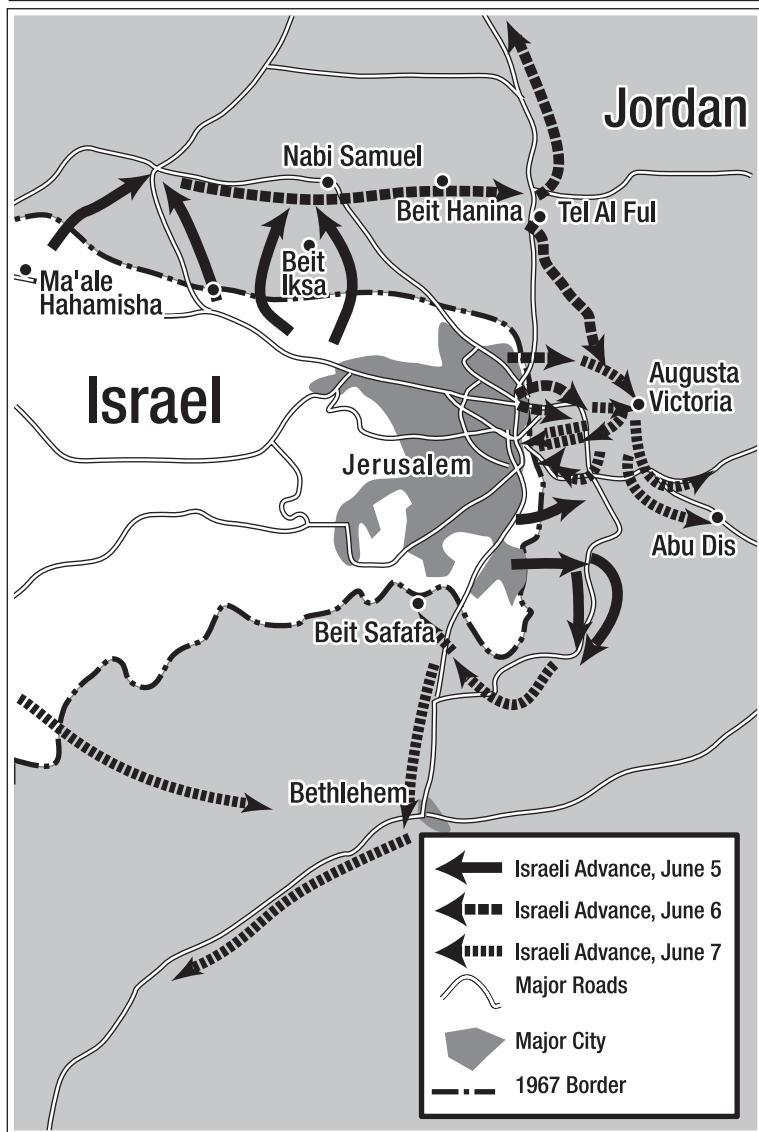 Jordan
Nabi Samuel
Beit Hanina
Tel Al Ful
Beit
Iksa
Ma'ale
Hahamisha
Israel
Augusta
Victoria
Jerusalem
Abu Dis
Beit Safafa
Bethlehem
Israeli Advance, June 5
Israeli Advance, June 6
Israeli Advance, June 7
Major Roads
Major City
1967 Border